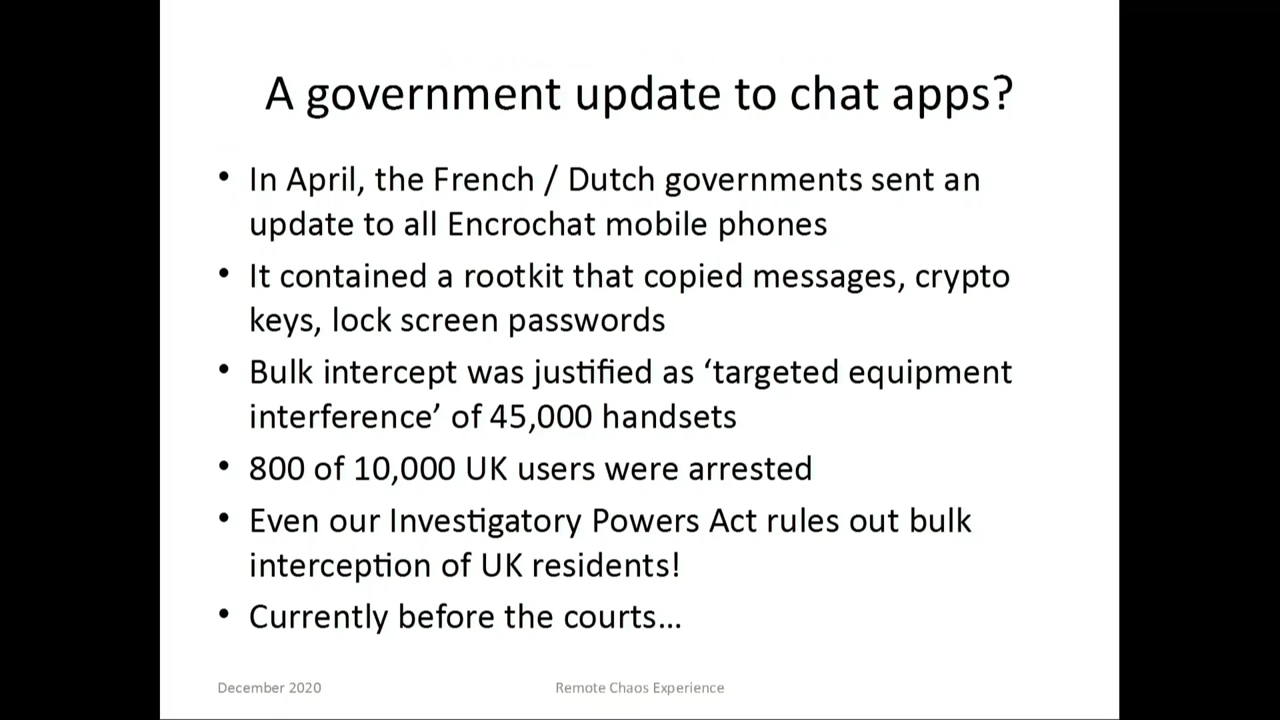 A government update to chat apps?
• In April, the French / Dutch governments sent an
update to all Encrochat mobile phones
• It contained a rootkit that copied messages, crypto
keys, lock screen passwords
• Bulk intercept was justified as ‘targeted equipment
interference’ of 45,000 handsets
• 800 of 10,000 UK users were arrested
• Even our Investigatory Powers Act rules out bulk
interception of UK residents!
• Currently before the courts…
December 2020
Remote Chaos Experience